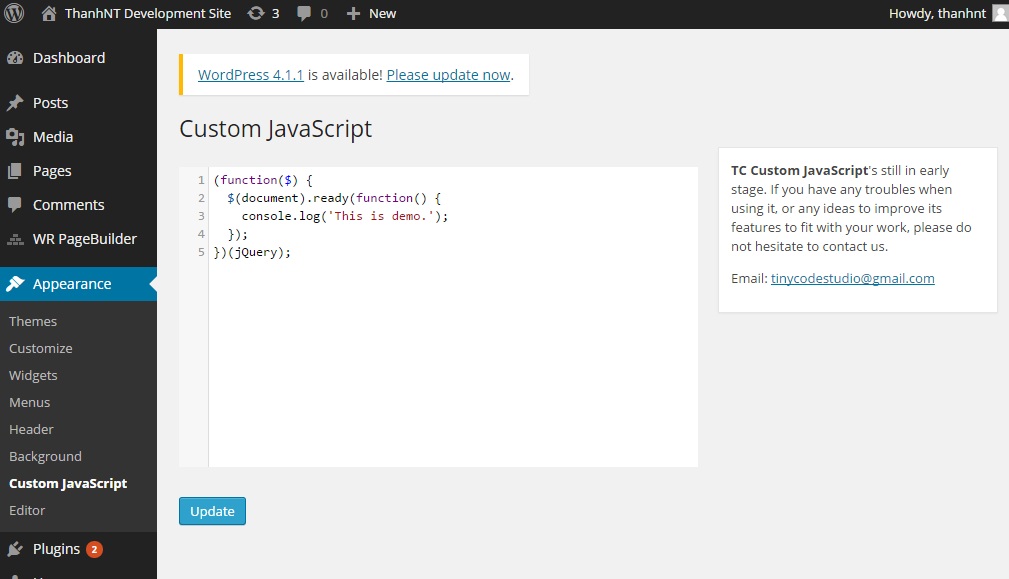 ThanhNT Development Site 3 0 New Howdy, thanhnt
Dashboard
Posts
Media
Pages
Comments
WR PageBuilder
Appearance
Themes
Customize
Widgets
Menus
Header
Background
Custom JavaScript
Editor
Plugins 2
WordPress 4.1.1 is available! Please update now.
Custom JavaScript
1 (function($) {
2   $(document).ready(function() {
3     console.log('This is demo.');
4   });
5 })(jQuery);
Update
TC Custom JavaScript's still in early
stage. If you have any troubles when
using it, or any ideas to improve its
features to fit with your work, please do
not hesitate to contact us.
Email: tinycodestudio@gmail.com